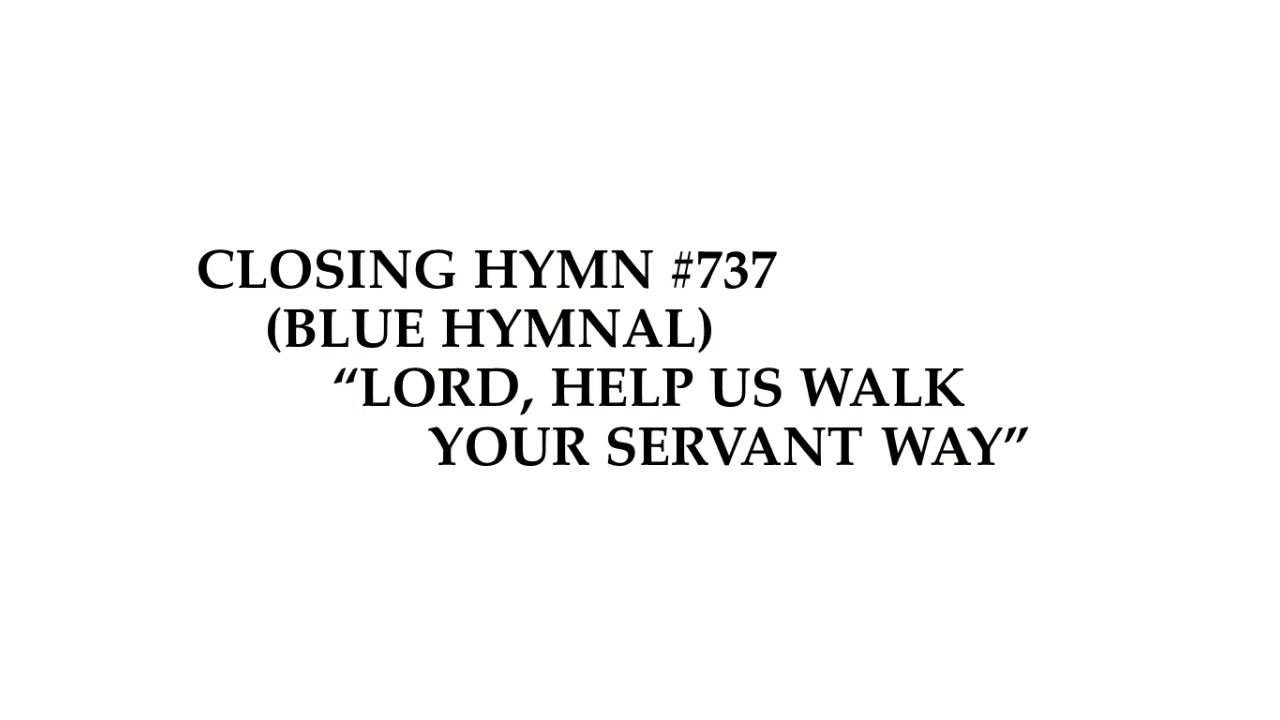 CLOSING HYMN #737
(BLUE HYMNAL)
“LORD, HELP US WALK
YOUR SERVANT WAY”